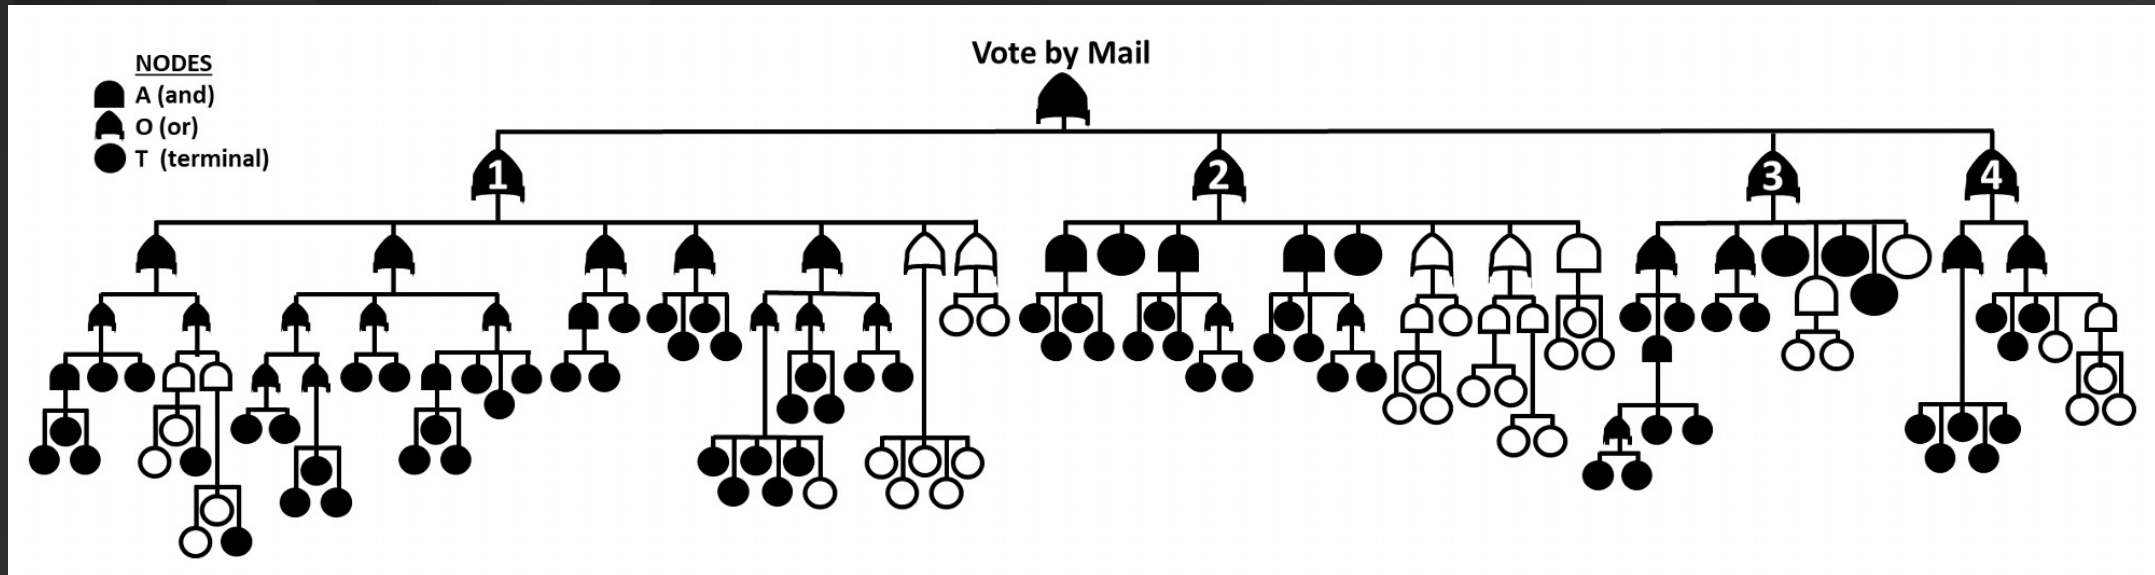 Vote by Mail
NODES
A (and)
O (or)
T (terminal)
1
2
3
4